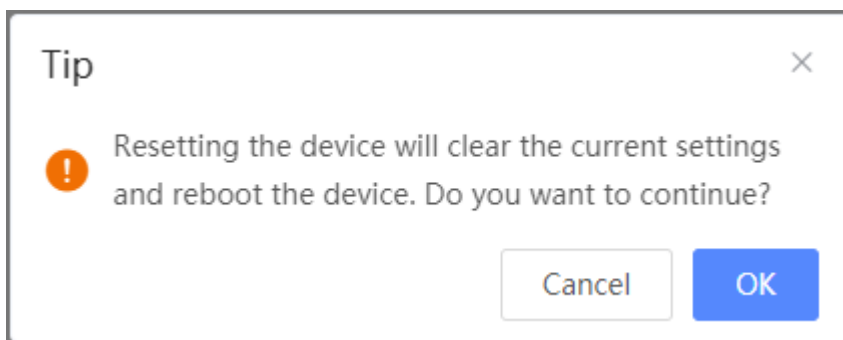 Tip
Resetting the device will clear the current settings
and reboot the device. Do you want to continue?
Cancel
OK